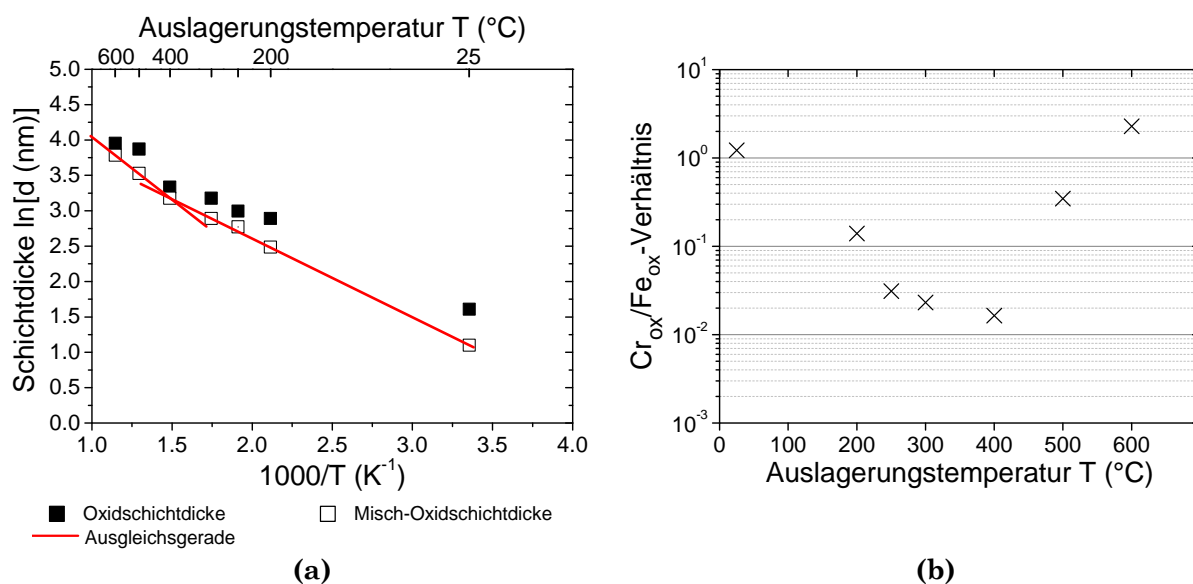 Auslagerungstemperatur T (°C)
600 400 200 25
5.0
4.5
4.0
3.5
3.0
2.5
2.0
1.5
1.0
0.5
0.0
Schichtdicke ln[d (nm)]
1.0 1.5 2.0 2.5 3.0 3.5 4.0
1000/T (K⁻¹)
Oxidschichtdicke Misch-Oxidschichtdicke
Ausgleichsgerade
(a)
10¹
10⁰
10⁻¹
10⁻²
10⁻³
Crₒₓ/Feₒₓ-Verhältnis
0 100 200 300 400 500 600
Auslagerungstemperatur T (°C)
(b)